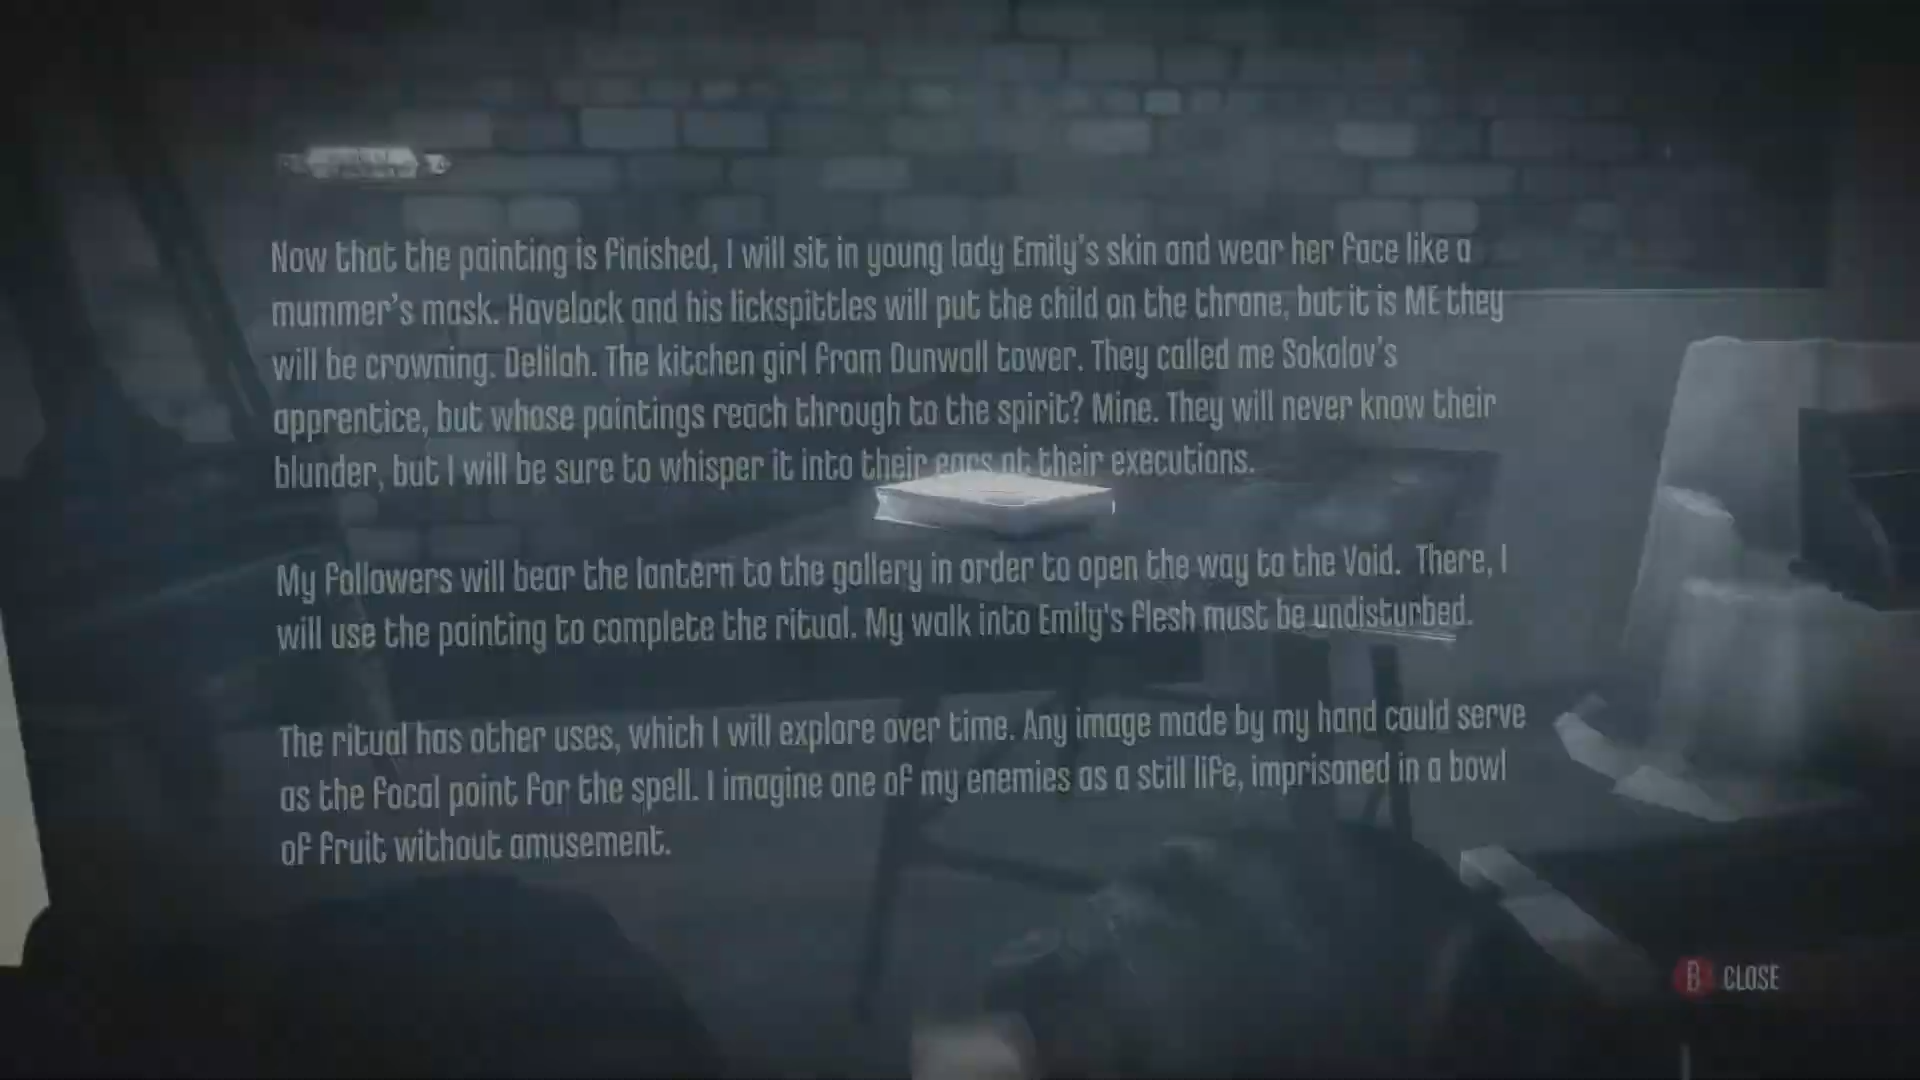 Now that the painting is finished, I will sit in young lady Emily's skin and wear her face like a
mummer's mask. Havelock and his lickspittles will put the child on the throne, but it is ME they
will be crowning. Delilah. The kitchen girl from Dunwall tower. They called me Sokolov's
apprentice, but whose paintings reach through to the spirit? Mine. They will never know their
blunder, but I will be sure to whisper it into their ears at their executions.
My followers will bear the lantern to the gallery in order to open the way to the Void. There, I
will use the painting to complete the ritual. My walk into Emily's flesh must be undisturbed.
The ritual has other uses, which I will explore over time. Any image made by my hand could serve
as the focal point for the spell. I imagine one of my enemies as a still life, imprisoned in a bowl
of fruit without amusement.
B CLOSE